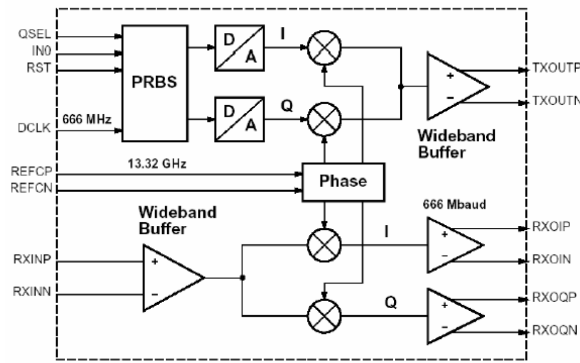 QSEL
IN0
RST
PRBS
DCLK
666 MHz
D
A
I
D
A
Q
TXOUTP
TXOUTN
Wideband
Buffer
REFCP
REFCN
13.32 GHz
Phase
Wideband
Buffer
666 Mbaud
RXINP
RXINN
I
Q
RXOIP
RXOIN
RXOQP
RXOQN
+
−
+
−
+
−
+
−